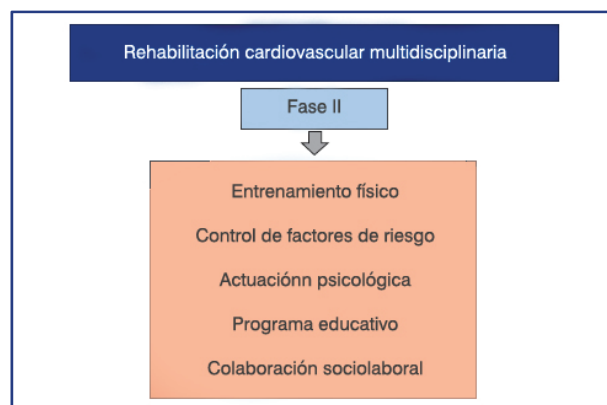 Rehabilitación cardiovascular multidisciplinaria
Fase II
Entrenamiento físico
Control de factores de riesgo
Actuaciónn psicológica
Programa educativo
Colaboración sociolaboral